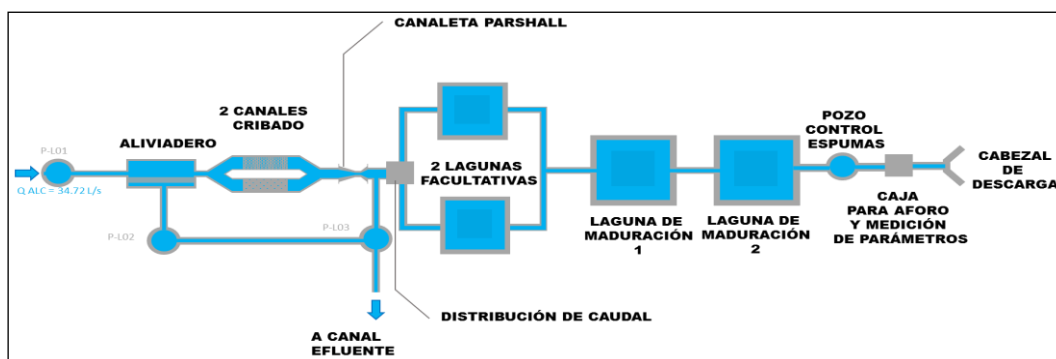 CANALETA PARSHALL
2 CANALES
CRIBADO
ALIVIADERO
P-L01
Q ALC = 34.72 L/s
P-L02
P-L03
2 LAGUNAS
FACULTATIVAS
LAGUNA DE
MADURACIÓN
1
LAGUNA DE
MADURACIÓN
2
POZO
CONTROL
ESPUMAS
CAJA
PARA AFORO
Y MEDICIÓN
DE PARÁMETROS
CABEZAL
DE
DESCARGA
DISTRIBUCIÓN DE CAUDAL
A CANAL
EFLUENTE